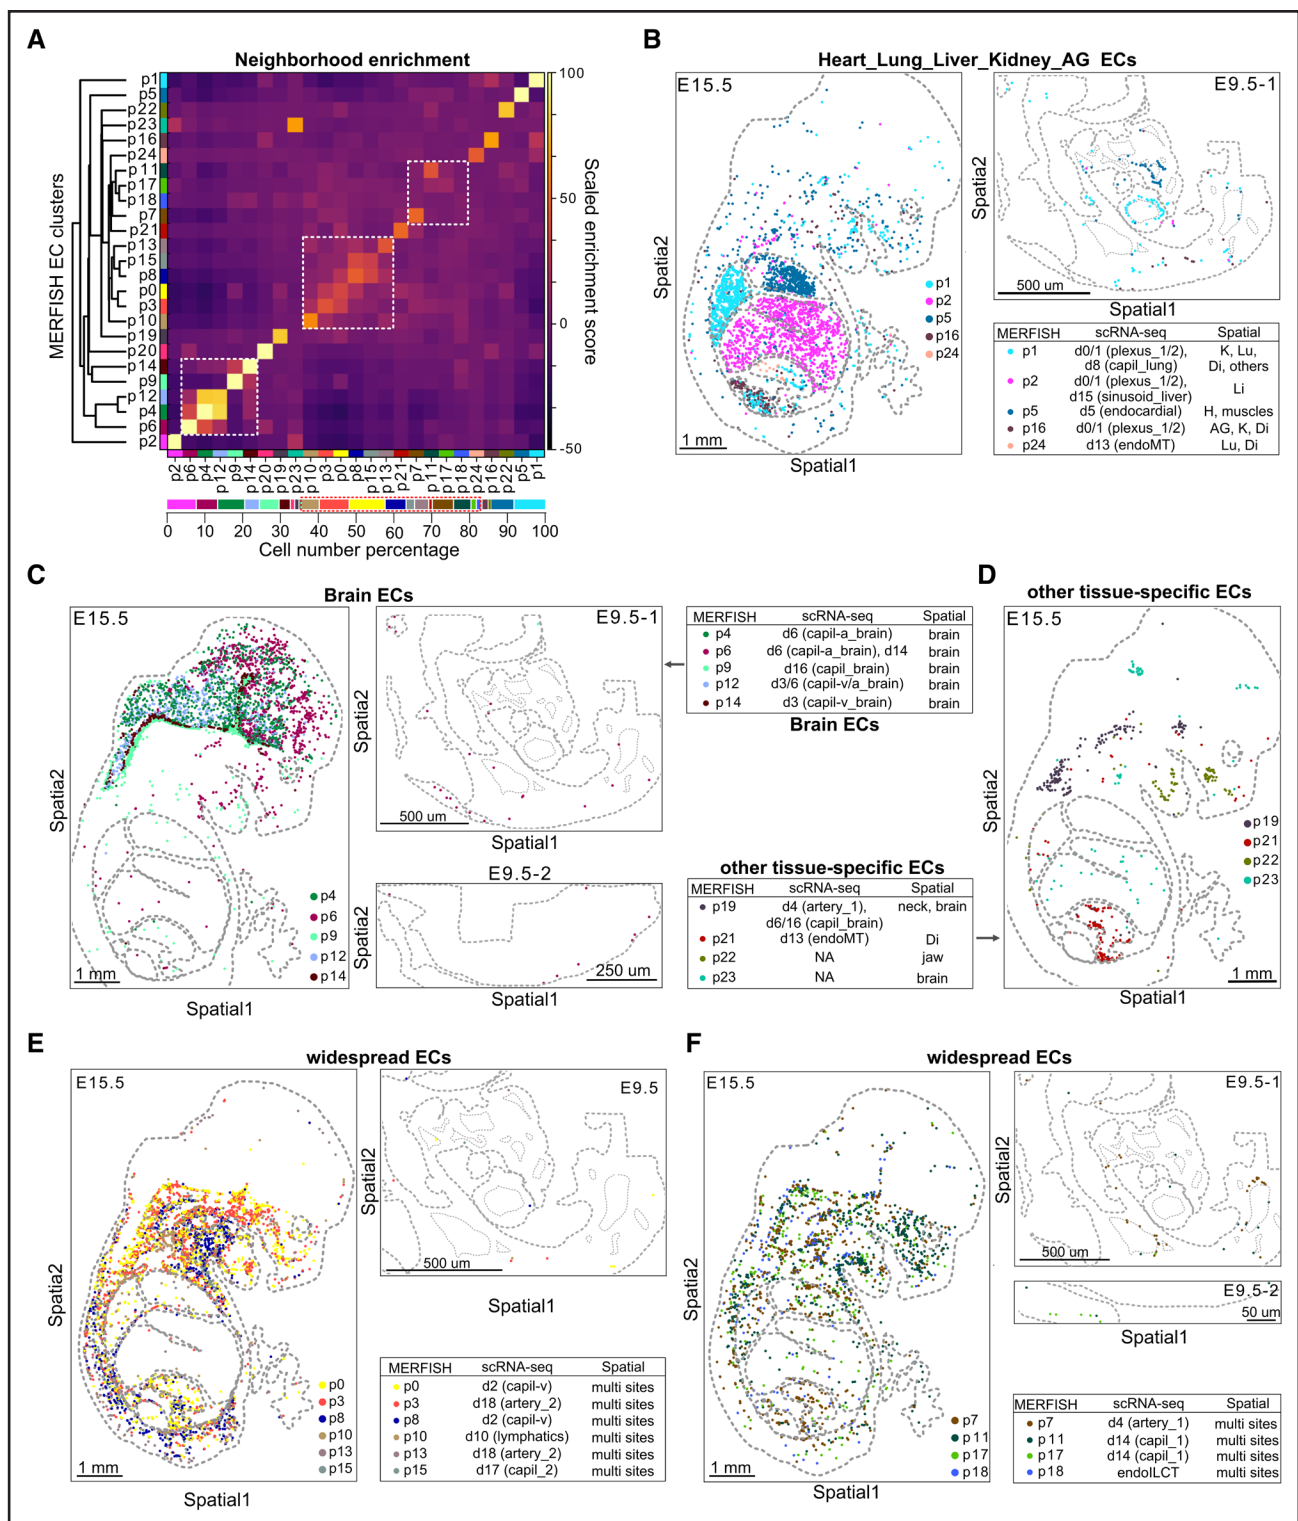 A
Neighborhood enrichment
MERFISH EC clusters
p1
p5
p22
p23
p16
p24
p11
p17
p18
p7
p21
p13
p15
p8
p0
p3
p10
p19
p20
p14
p9
p12
p4
p6
p2
100
50
0
-50
Scaled enrichment score
p2 p6 p4 p12 p9 p14 p20 p19 p23 p10 p3 p0 p8 p15 p13 p21 p7 p11 p17 p18 p24 p16 p22 p5 p1
0 10 20 30 40 50 60 70 80 90 100
Cell number percentage
B
Heart_Lung_Liver_Kidney_AG ECs
E15.5
Spatia2
p1
p2
p5
p16
p24
1 mm
Spatial1
E9.5-1
Spatia2
500 um
Spatial1
MERFISH scRNA-seq Spatial
p1 d0/1 (plexus_1/2), K, Lu,
d8 (capil_lung) Di, others
p2 d0/1 (plexus_1/2), Li
d15 (sinusoid_liver)
p5 d5 (endocardial) H, muscles
p16 d0/1 (plexus_1/2) AG, K, Di
p24 d13 (endoMT) Lu, Di
C
Brain ECs
E15.5
Spatia2
p4
p6
p9
p12
p14
1 mm
Spatial1
E9.5-1
Spatia2
500 um
Spatial1
E9.5-2
Spatia2
250 um
Spatial1
MERFISH scRNA-seq Spatial
p4 d6 (capil-a_brain) brain
p6 d6 (capil-a_brain), d14 brain
p9 d16 (capil_brain) brain
p12 d3/6 (capil-v/a_brain) brain
p14 d3 (capil-v_brain) brain
Brain ECs
other tissue-specific ECs
MERFISH scRNA-seq Spatial
p19 d4 (artery_1), neck, brain
d6/16 (capil_brain)
p21 d13 (endoMT) Di
p22 NA jaw
p23 NA brain
D
other tissue-specific ECs
E15.5
Spatia2
p19
p21
p22
p23
1 mm
Spatial1
E
widespread ECs
E15.5
Spatia2
p0
p3
p8
p10
p13
p15
1 mm
Spatial1
E9.5
Spatial2
500 um
Spatial1
MERFISH scRNA-seq Spatial
p0 d2 (capil-v) multi sites
p3 d18 (artery_2) multi sites
p8 d2 (capil-v) multi sites
p10 d10 (lymphatics) multi sites
p13 d18 (artery_2) multi sites
p15 d17 (capil_2) multi sites
F
widespread ECs
E15.5
Spatia2
p7
p11
p17
p18
1 mm
Spatial1
E9.5-1
Spatial2
500 um
E9.5-2
50 um
Spatial1
MERFISH scRNA-seq Spatial
p7 d4 (artery_1) multi sites
p11 d14 (capil_1) multi sites
p17 d14 (capil_1) multi sites
p18 endoILCT multi sites